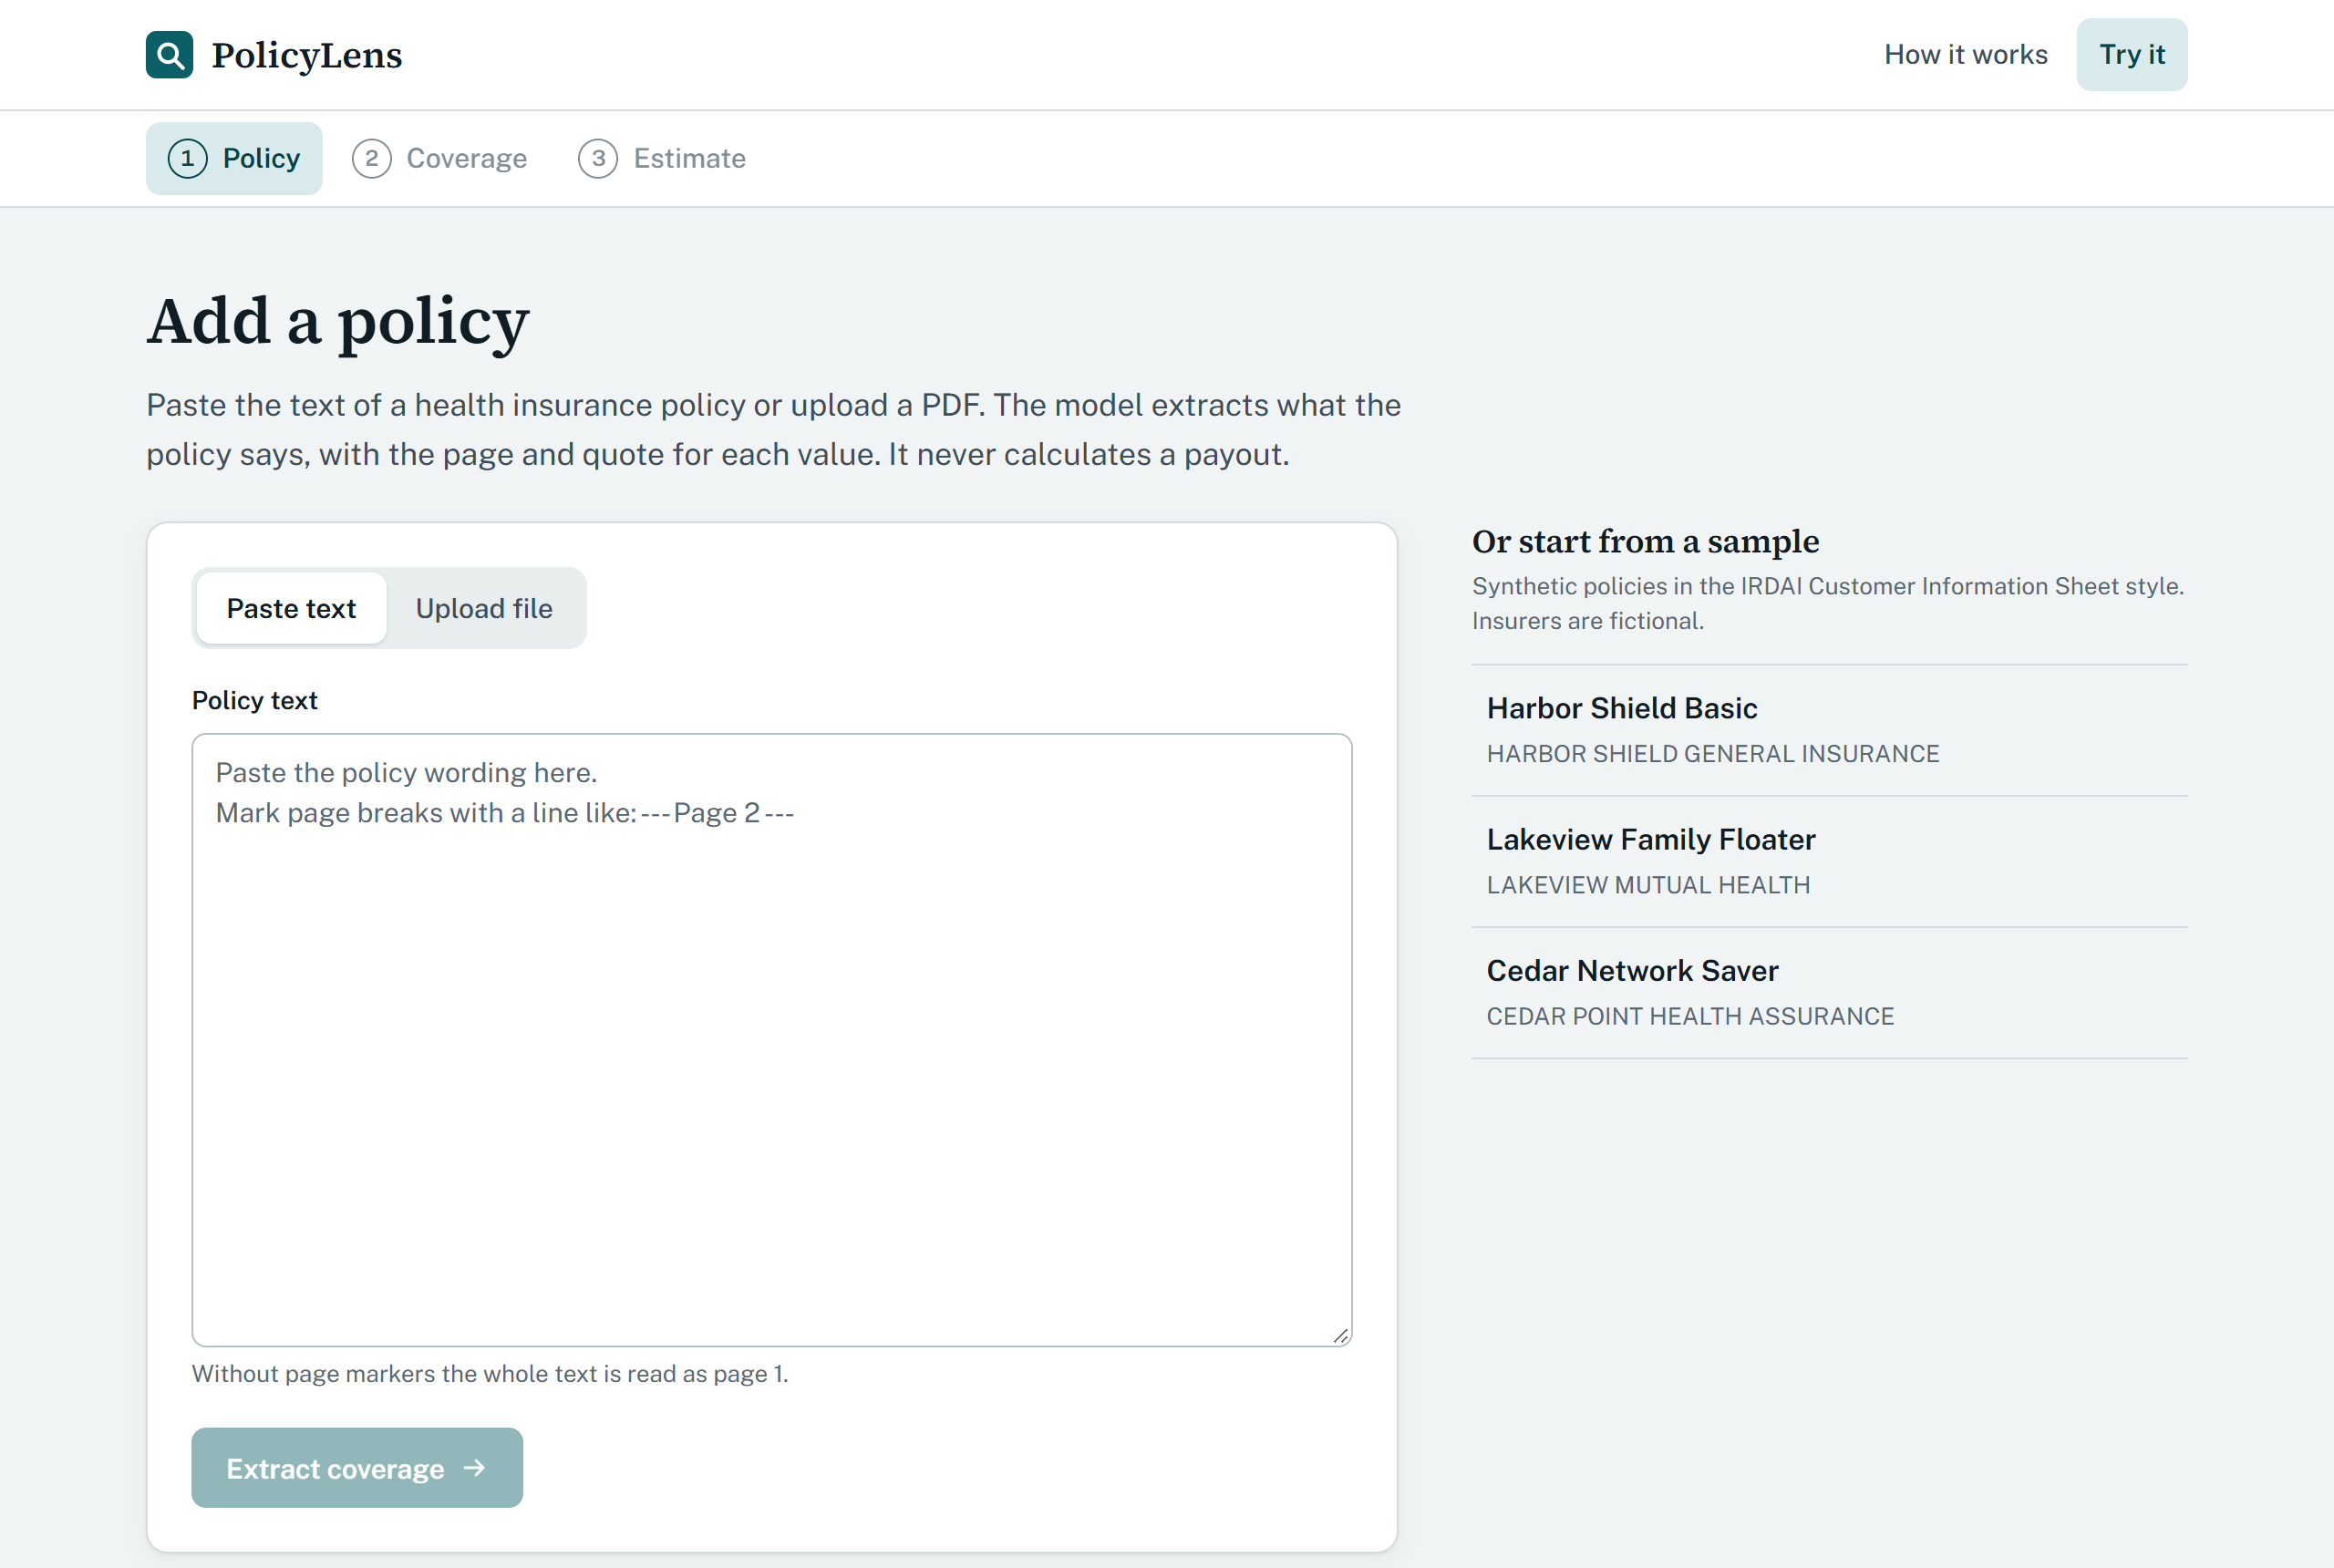 PolicyLens
How it works
Try it
1 Policy
2 Coverage
3 Estimate
Add a policy
Paste the text of a health insurance policy or upload a PDF. The model extracts what the
policy says, with the page and quote for each value. It never calculates a payout.
Paste text
Upload file
Policy text
Paste the policy wording here.
Mark page breaks with a line like: --- Page 2 ---
Without page markers the whole text is read as page 1.
Extract coverage →
Or start from a sample
Synthetic policies in the IRDAI Customer Information Sheet style.
Insurers are fictional.
Harbor Shield Basic
HARBOR SHIELD GENERAL INSURANCE
Lakeview Family Floater
LAKEVIEW MUTUAL HEALTH
Cedar Network Saver
CEDAR POINT HEALTH ASSURANCE